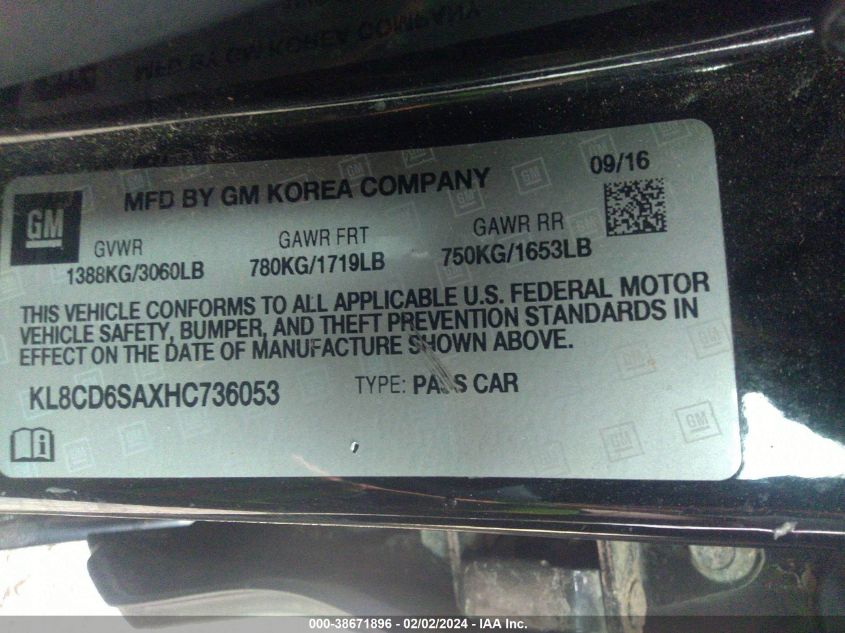 MFD BY GM KOREA COMPANY
09/16
GM
GVWR GAWR FRT GAWR RR
1388KG/3060LB 780KG/1719LB 750KG/1653LB
THIS VEHICLE CONFORMS TO ALL APPLICABLE U.S. FEDERAL MOTOR
VEHICLE SAFETY, BUMPER, AND THEFT PREVENTION STANDARDS IN
EFFECT ON THE DATE OF MANUFACTURE SHOWN ABOVE.
KL8CD6SAXHC736053 TYPE: PASS CAR
000-38671896 - 02/02/2024 - IAA Inc.